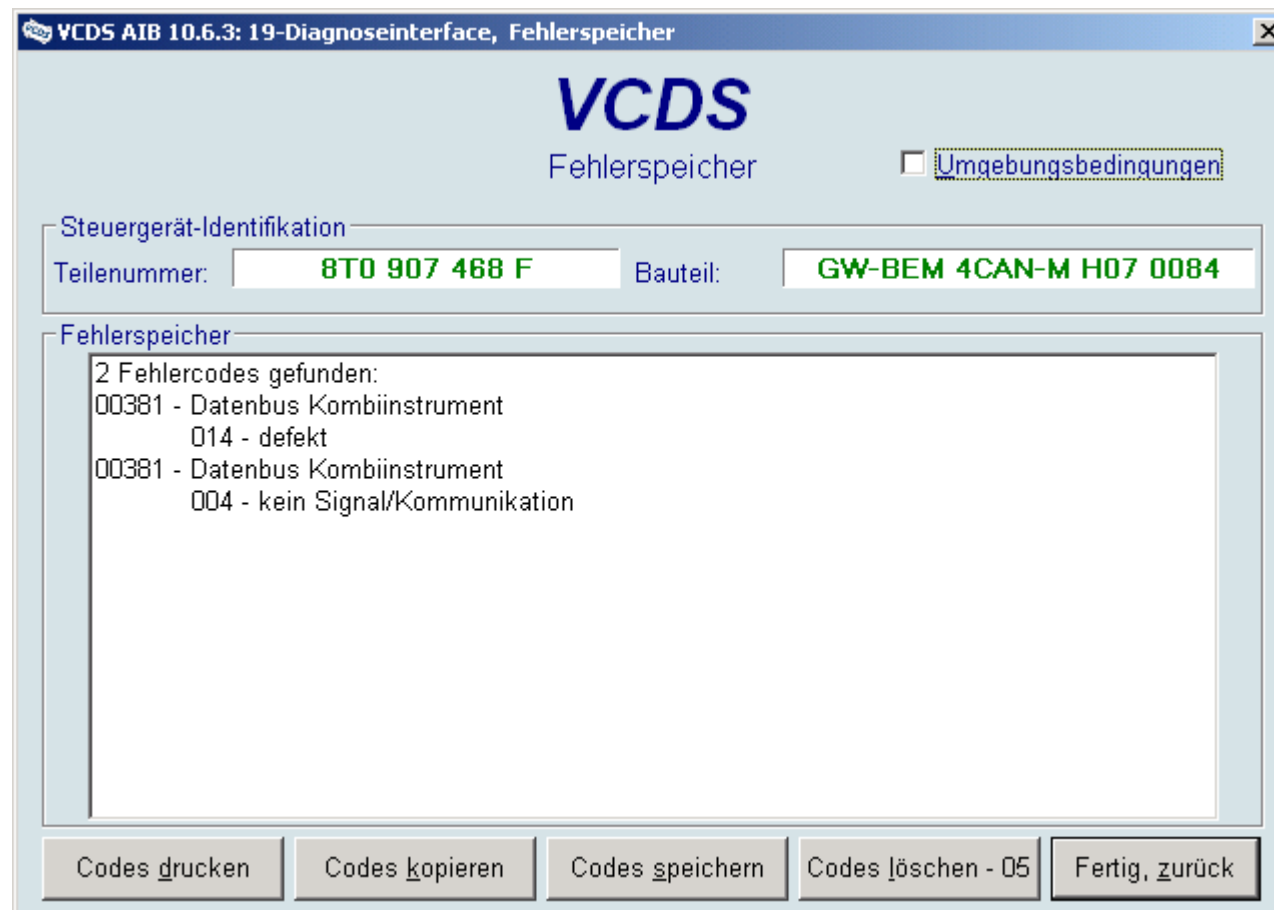 VCDS AIB 10.6.3: 19-Diagnoseinterface, Fehlerspeicher
VCDS
Fehlerspeicher
Umgebungsbedingungen
Steuergerät-Identifikation
Teilenummer: 8T0 907 468 F Bauteil: GW-BEM 4CAN-M H07 0084
Fehlerspeicher
2 Fehlercodes gefunden:
00381 - Datenbus Kombiinstrument
014 - defekt
00381 - Datenbus Kombiinstrument
004 - kein Signal/Kommunikation
Codes drucken Codes kopieren Codes speichern Codes löschen - 05 Fertig, zurück